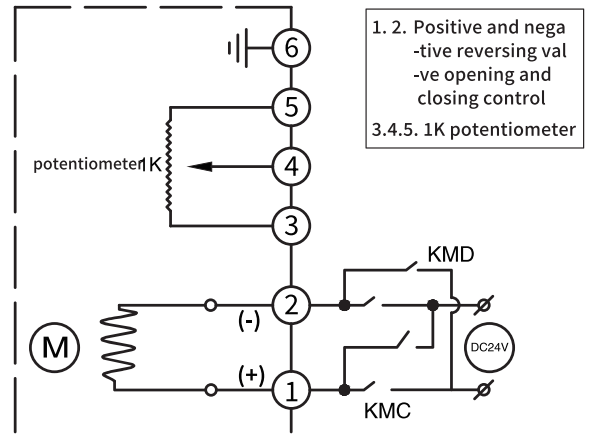 1. 2. Positive and nega
-tive reversing val
-ve opening and
closing control
3.4.5. 1K potentiometer
6
5
potentiometer1K
4
3
KMD
2
(-)
M
DC24V
(+)
1
KMC